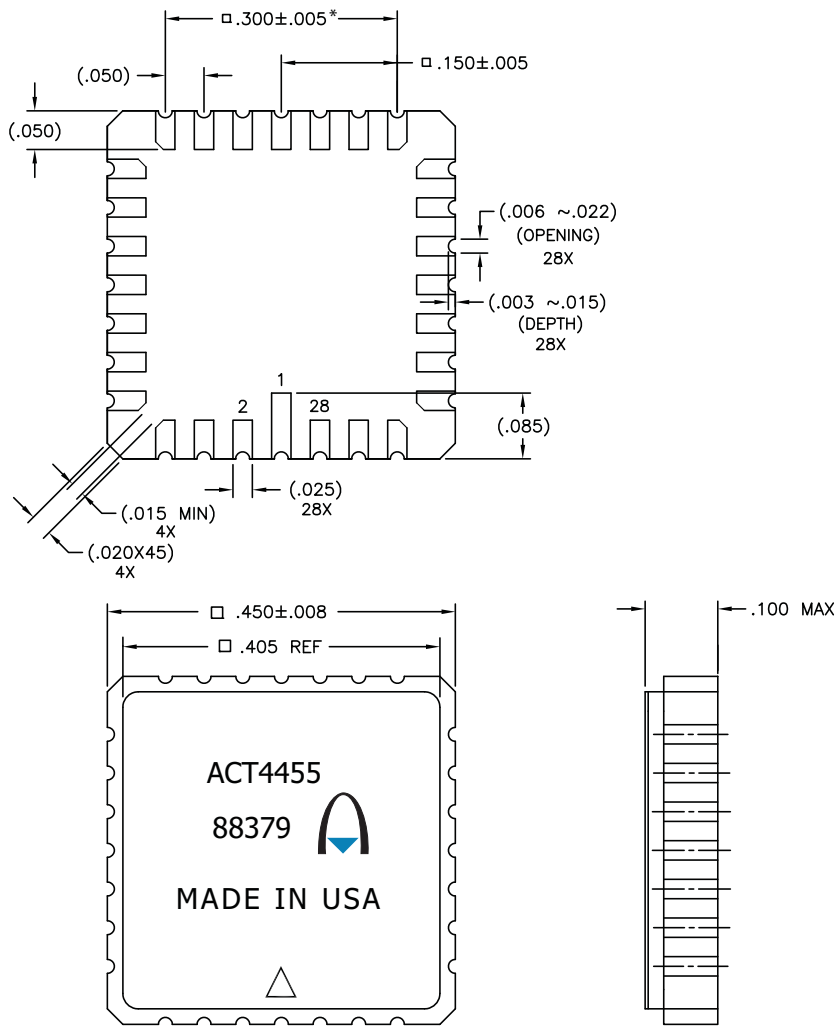 □ .300±.005*
(.050)
□ .150±.005
(.050)
(.006 ~.022)
(OPENING)
28X
(.003 ~.015)
(DEPTH)
28X
1
2
28
(.085)
(.025)
28X
(.015 MIN)
4X
(.020X45)
4X
□ .450±.008
.100 MAX
□ .405 REF
ACT4455
88379
MADE IN USA